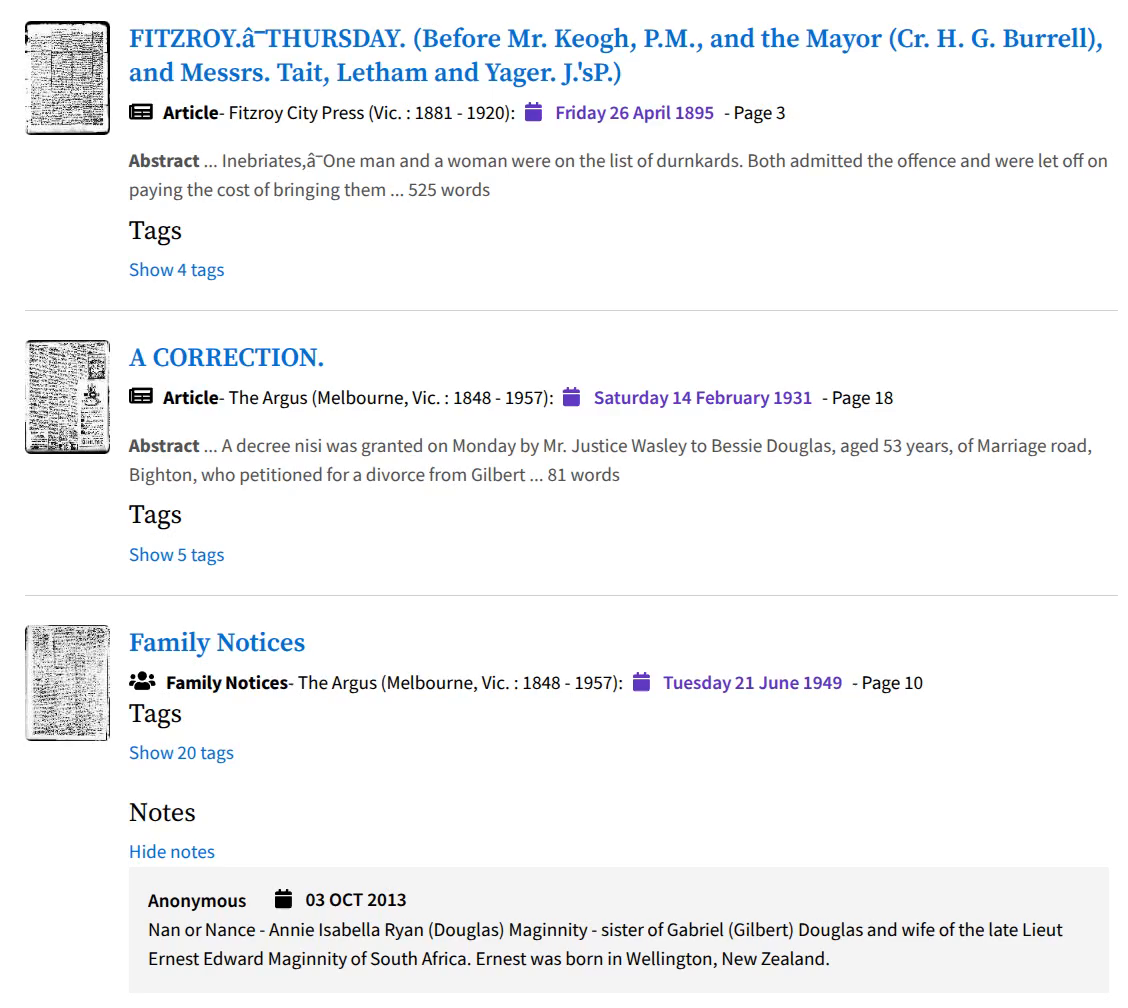 FITZROY.â¯THURSDAY. (Before Mr. Keogh, P.M., and the Mayor (Cr. H. G. Burrell),
and Messrs. Tait, Letham and Yager. J.'sP.)
Article- Fitzroy City Press (Vic. : 1881 - 1920): Friday 26 April 1895 - Page 3
Abstract ... Inebriates,â¯One man and a woman were on the list of durnkards. Both admitted the offence and were let off on
paying the cost of bringing them ... 525 words
Tags
Show 4 tags
A CORRECTION.
Article- The Argus (Melbourne, Vic. : 1848 - 1957): Saturday 14 February 1931 - Page 18
Abstract ... A decree nisi was granted on Monday by Mr. Justice Wasley to Bessie Douglas, aged 53 years, of Marriage road,
Bighton, who petitioned for a divorce from Gilbert ... 81 words
Tags
Show 5 tags
Family Notices
Family Notices- The Argus (Melbourne, Vic. : 1848 - 1957): Tuesday 21 June 1949 - Page 10
Tags
Show 20 tags
Notes
Hide notes
Anonymous 03 OCT 2013
Nan or Nance - Annie Isabella Ryan (Douglas) Maginnity - sister of Gabriel (Gilbert) Douglas and wife of the late Lieut
Ernest Edward Maginnity of South Africa. Ernest was born in Wellington, New Zealand.